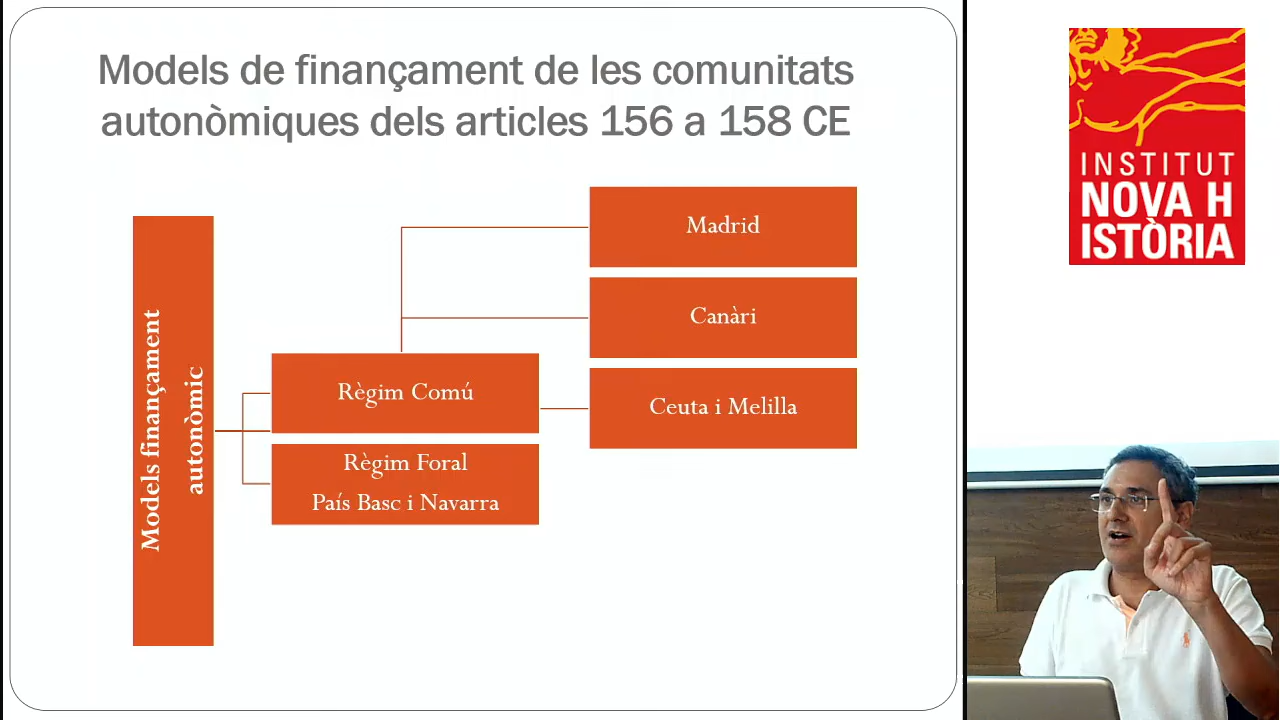 Models de finançament de les comunitats
autonòmiques dels articles 156 a 158 CE
Models finançament
autonòmic
Règim Comú
Règim Foral
País Basc i Navarra
Madrid
Canàri
Ceuta i Melilla
INSTITUT
NOVA H
ISTÒRIA